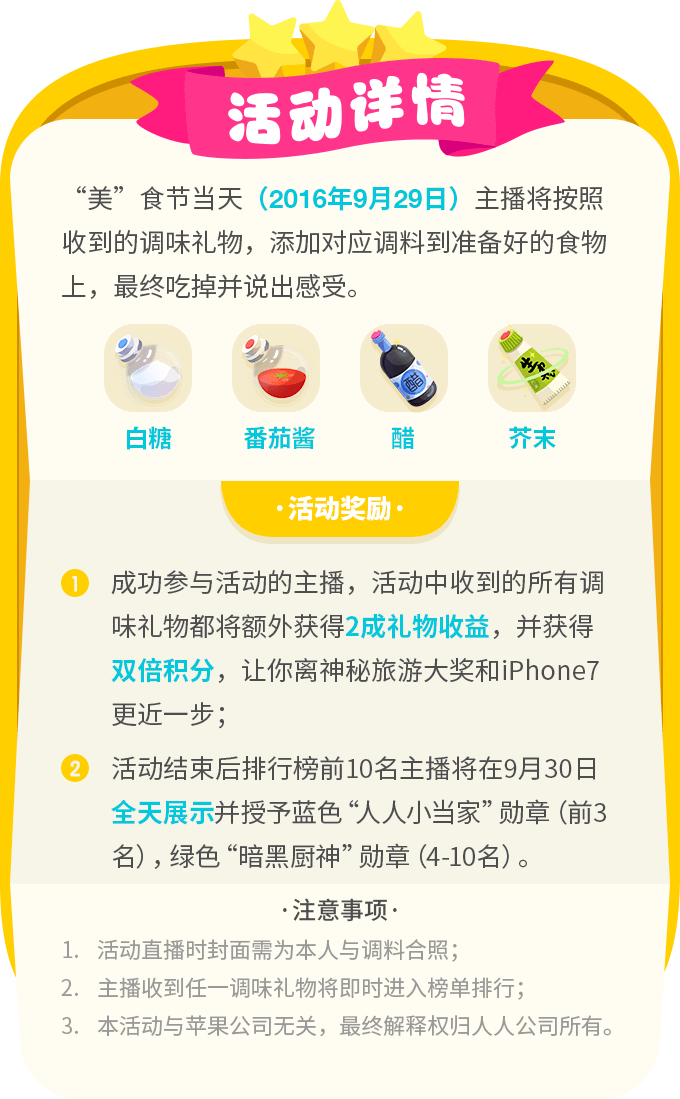 活动详情
“美”食节当天（2016年9月29日）主播将按照
收到的调味礼物，添加对应调料到准备好的食物
上，最终吃掉并说出感受。
醋
生
白糖 番茄酱 醋 芥末
·活动奖励·
1 成功参与活动的主播，活动中收到的所有调
味礼物都将额外获得2成礼物收益，并获得
双倍积分，让你离神秘旅游大奖和iPhone7
更近一步；
2 活动结束后排行榜前10名主播将在9月30日
全天展示并授予蓝色“人人小当家”勋章（前3
名），绿色“暗黑厨神”勋章（4-10名）。
·注意事项·
1. 活动直播时封面需为本人与调料合照；
2. 主播收到任一调味礼物将即时进入榜单排行；
3. 本活动与苹果公司无关，最终解释权归人人公司所有。